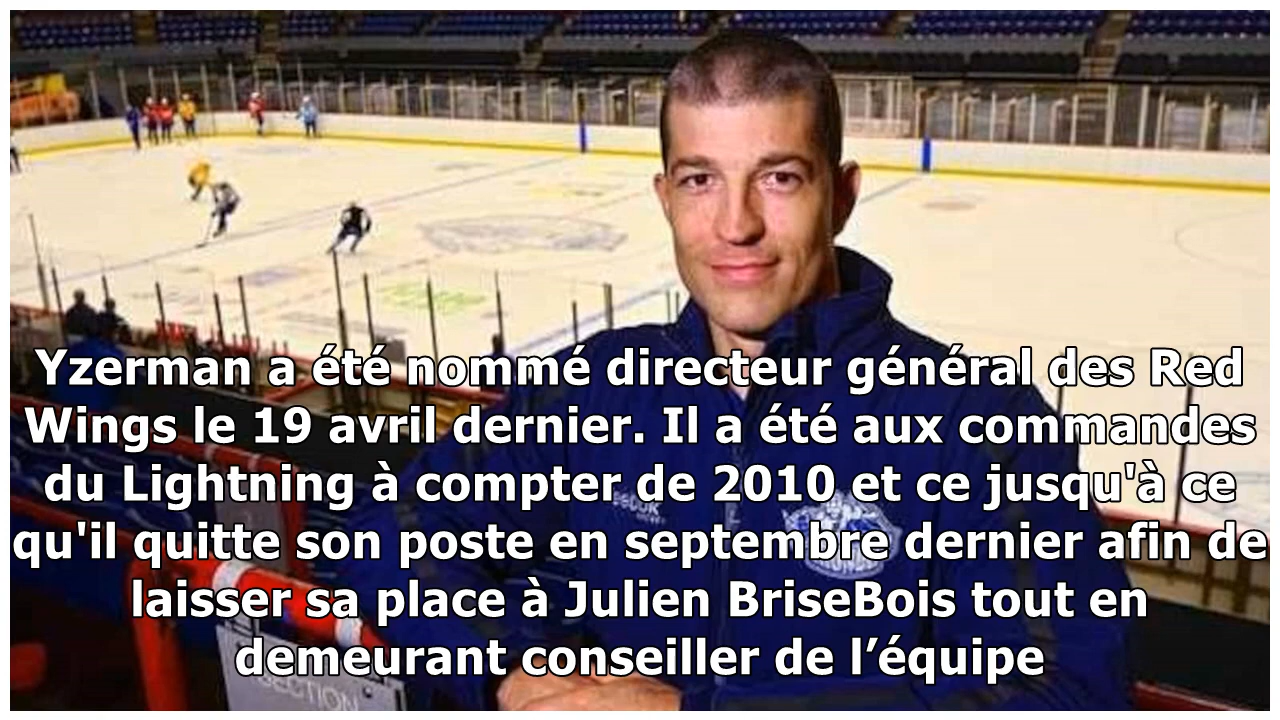 Yzerman a été nommé directeur général des Red
Wings le 19 avril dernier. Il a été aux commandes
du Lightning à compter de 2010 et ce jusqu'à ce
qu'il quitte son poste en septembre dernier afin de
laisser sa place à Julien BriseBois tout en
demeurant conseiller de l’équipe
SECTION